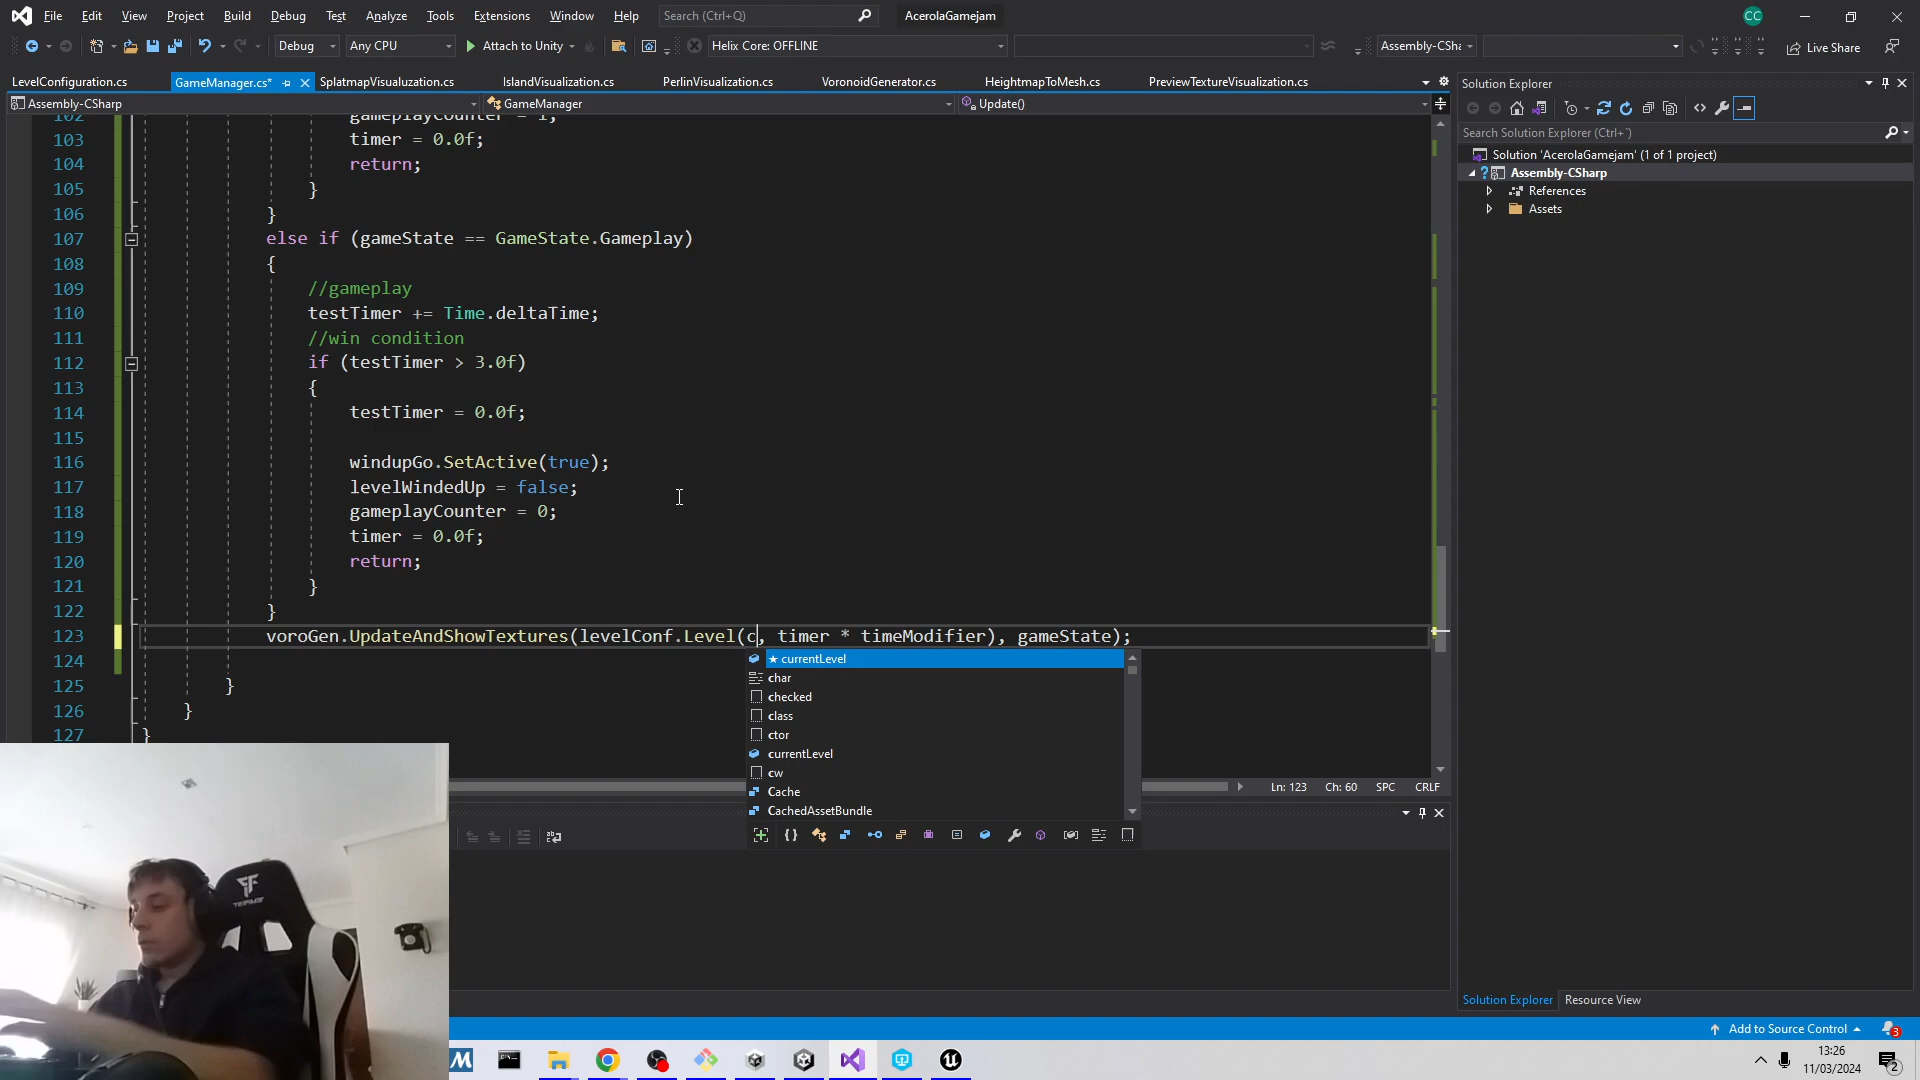 File Edit View Project Build Debug Test Analyze Tools Extensions Window Help Search (Ctrl+Q) AcerolaGamejam CC
Debug Any CPU Attach to Unity Helix Core: OFFLINE Assembly-CSha Live Share
LevelConfiguration.cs GameManager.cs* SplatmapVisualuzation.cs IslandVisualization.cs PerlinVisualization.cs VoronoidGenerator.cs HeightmapToMesh.cs PreviewTextureVisualization.cs
Assembly-CSharp GameManager Update()
102 gameplayCounter = 1;
103 timer = 0.0f;
104 return;
105 }
106 }
107 else if (gameState == GameState.Gameplay)
108 {
109 //gameplay
110 testTimer += Time.deltaTime;
111 //win condition
112 if (testTimer > 3.0f)
113 {
114 testTimer = 0.0f;
115
116 windupGo.SetActive(true);
117 levelWindedUp = false;
118 gameplayCounter = 0;
119 timer = 0.0f;
120 return;
121 }
122 }
123 voroGen.UpdateAndShowTextures(levelConf.Level(c, timer * timeModifier), gameState);
124
125 }
126 }
127 }
★ currentLevel
char
checked
class
ctor
currentLevel
cw
Cache
CachedAssetBundle
Ln: 123 Ch: 60 SPC CRLF
Solution Explorer
Search Solution Explorer (Ctrl+¨)
Solution 'AcerolaGamejam' (1 of 1 project)
Assembly-CSharp
References
Assets
Solution Explorer Resource View
Add to Source Control 3
13:26
11/03/2024
2